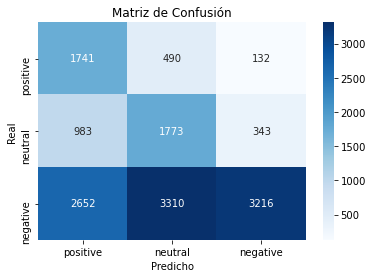 Matriz de Confusión
positive 1741 490 132
neutral 983 1773 343
negative 2652 3310 3216
Real
positive neutral negative
Predicho
3000
2500
2000
1500
1000
500